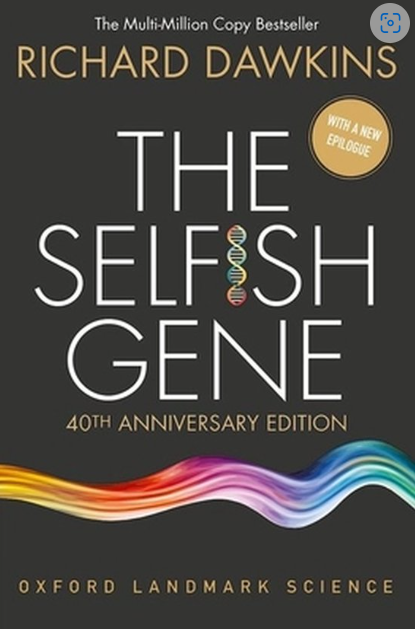 The Multi-Million Copy Bestseller
RICHARD DAWKINS
WITH A NEW
EPILOGUE
THE
SELFISH
GENE
40TH ANNIVERSARY EDITION
OXFORD LANDMARK SCIENCE